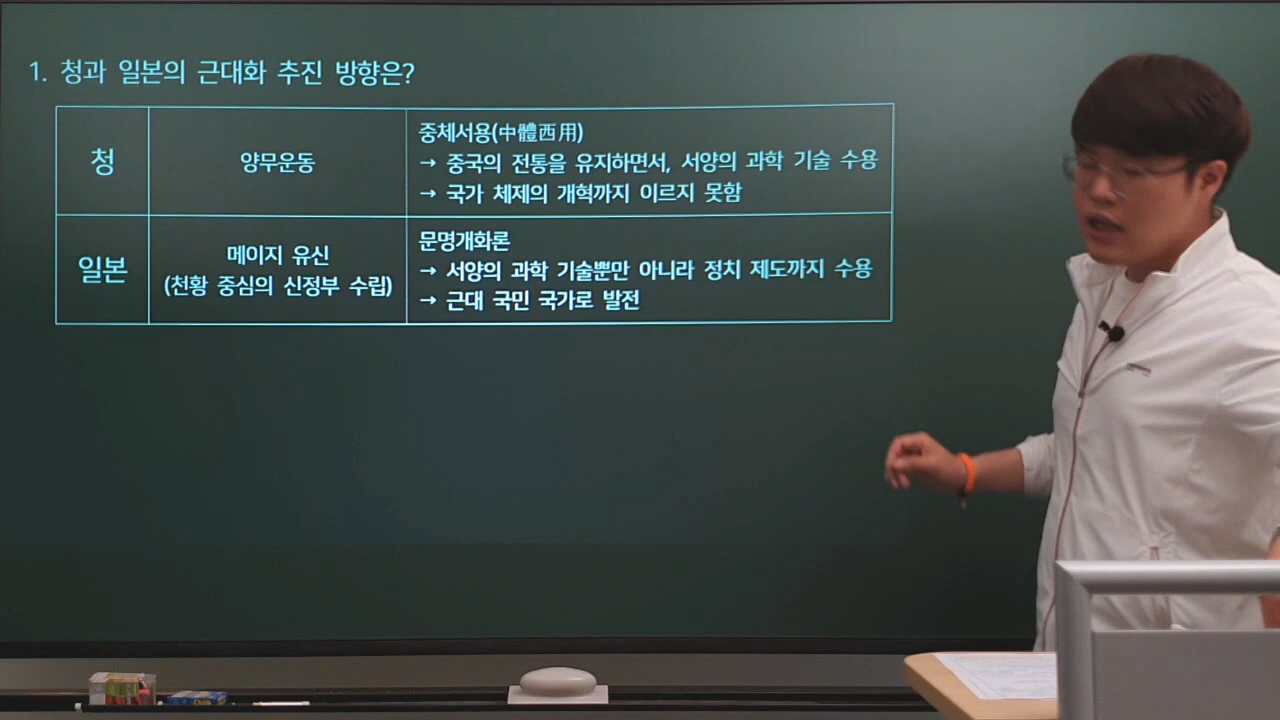 1. 청과 일본의 근대화 추진 방향은?
청
양무운동
중체서용(中體西用)
→ 중국의 전통을 유지하면서, 서양의 과학 기술 수용
→ 국가 체제의 개혁까지 이르지 못함
일본
메이지 유신
(천황 중심의 신정부 수립)
문명개화론
→ 서양의 과학 기술뿐만 아니라 정치 제도까지 수용
→ 근대 국민 국가로 발전